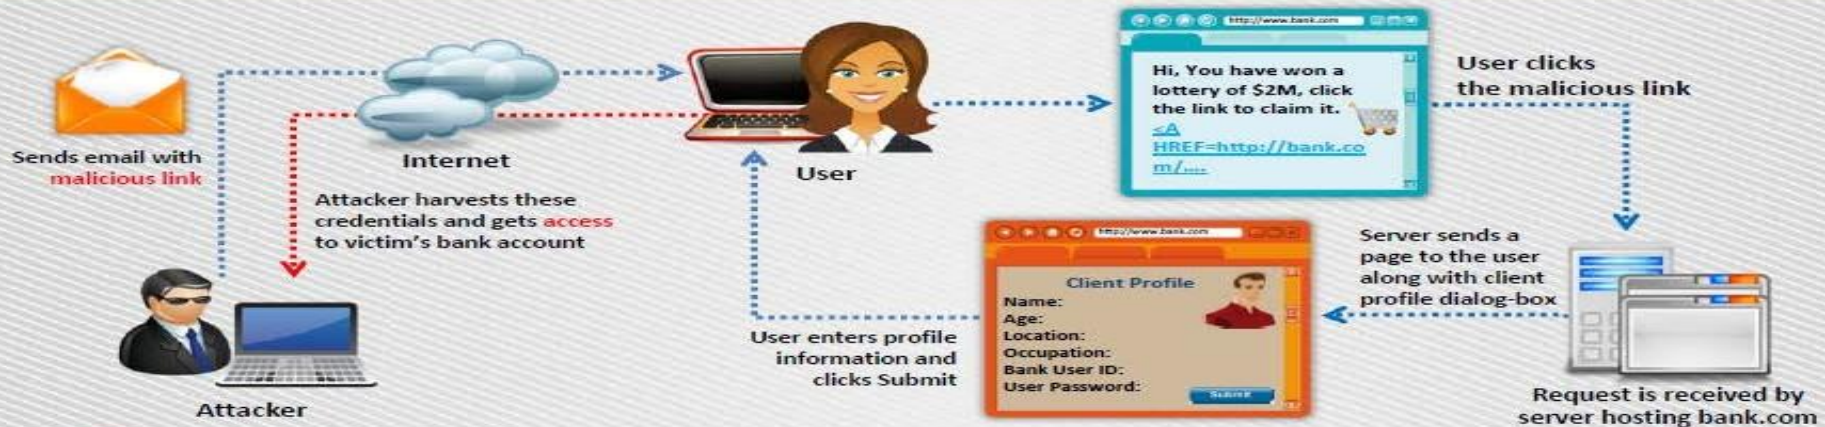 Sends email with
malicious link
Internet
Attacker harvests these
credentials and gets access
to victim's bank account
Attacker
User
http://www.bank.com
Hi, You have won a
lottery of $2M, click
the link to claim it.
<A
HREF=http://bank.co
m/....
User clicks
the malicious link
Request is received by
server hosting bank.com
Server sends a
page to the user
along with client
profile dialog-box
http://www.bank.com
Client Profile
Name:
Age:
Location:
Occupation:
Bank User ID:
User Password:
Submit
User enters profile
information and
clicks Submit